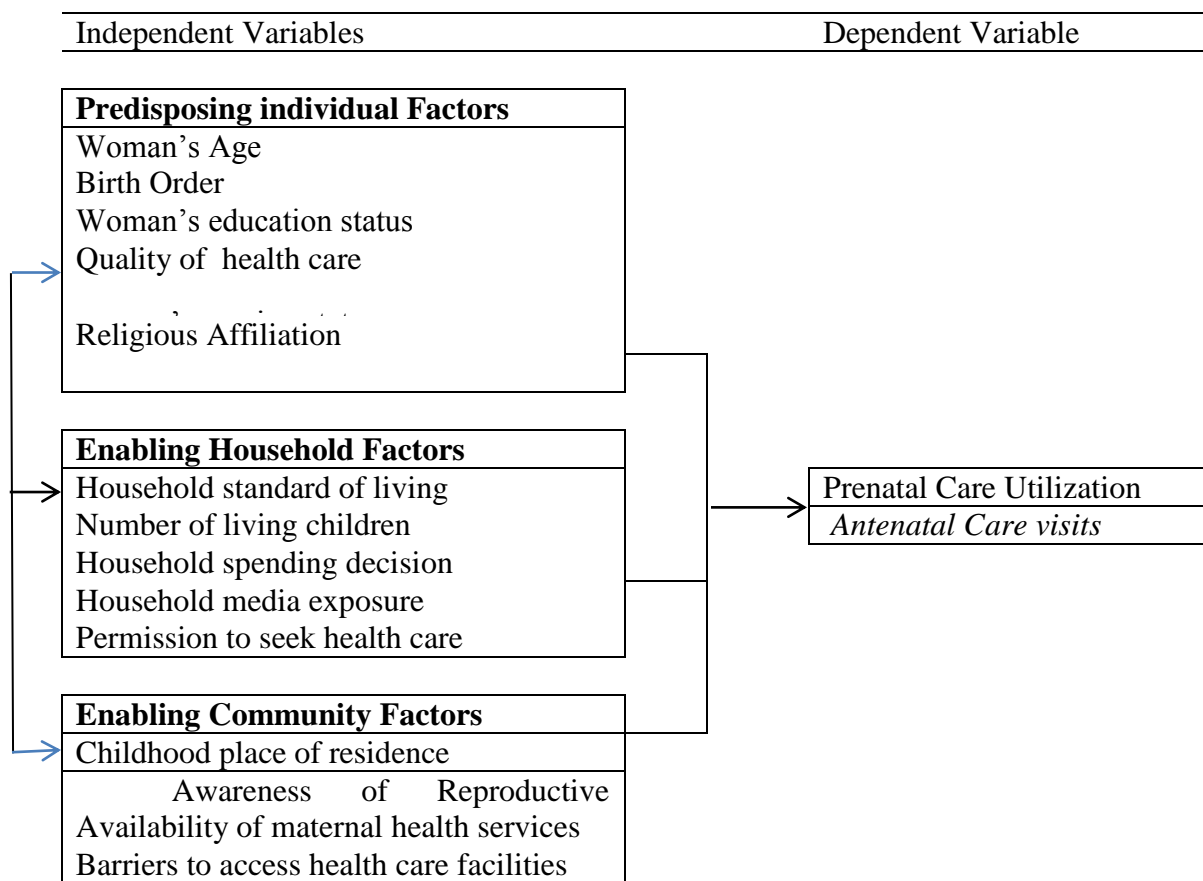 Independent Variables Dependent Variable
Predisposing individual Factors
Woman’s Age
Birth Order
Woman’s education status
Quality of health care
Religious Affiliation
Enabling Household Factors
Household standard of living
Number of living children
Household spending decision
Household media exposure
Permission to seek health care
Prenatal Care Utilization
Antenatal Care visits
Enabling Community Factors
Childhood place of residence
Awareness of Reproductive
Availability of maternal health services
Barriers to access health care facilities